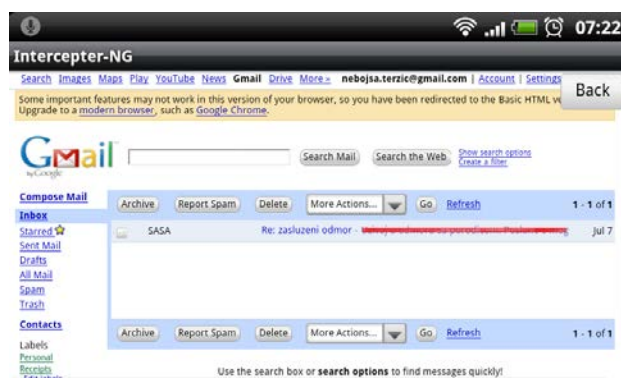 07:22
Intercepter-NG
Search Images Maps Play YouTube News Gmail Drive More » nebojsa.terzic@gmail.com | Account | Settings
Back
Some important features may not work in this version of your browser, so you have been redirected to the Basic HTML ve
Upgrade to a modern browser, such as Google Chrome.
Gmail
by Google
Search Mail Search the Web Show search options
Create a filter
Compose Mail
Inbox
Starred
Sent Mail
Drafts
All Mail
Spam
Trash
Contacts
Labels
Personal
Receipts
Edit labels
Archive Report Spam Delete More Actions... Go Refresh 1 - 1 of 1
SASA Re: zasluzeni odmor - Jul 7
Archive Report Spam Delete More Actions... Go Refresh 1 - 1 of 1
Use the search box or search options to find messages quickly!